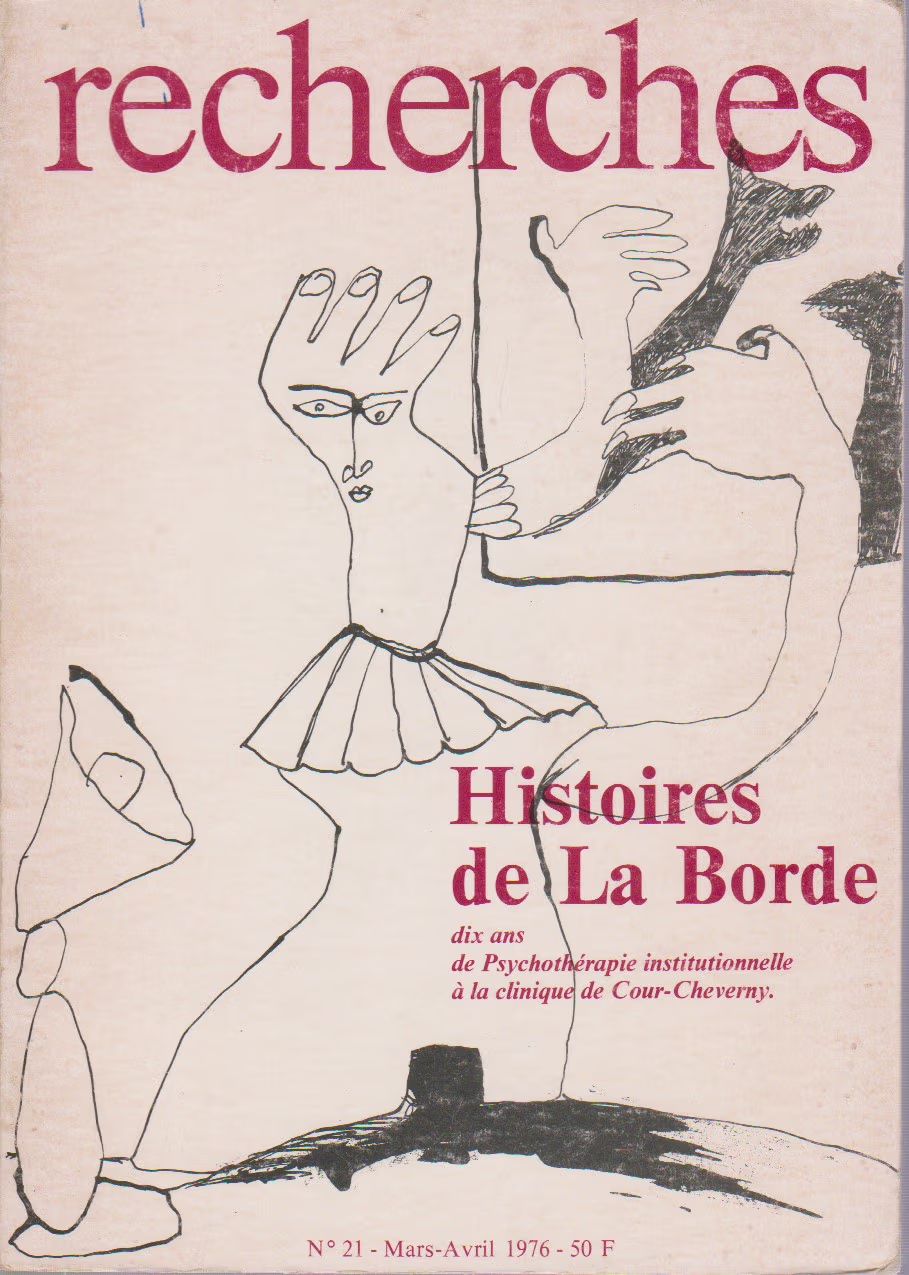 recherches
Histoires
de La Borde
dix ans
de Psychothérapie institutionnelle
à la clinique de Cour-Cheverny.
N° 21 - Mars-Avril 1976 - 50 F